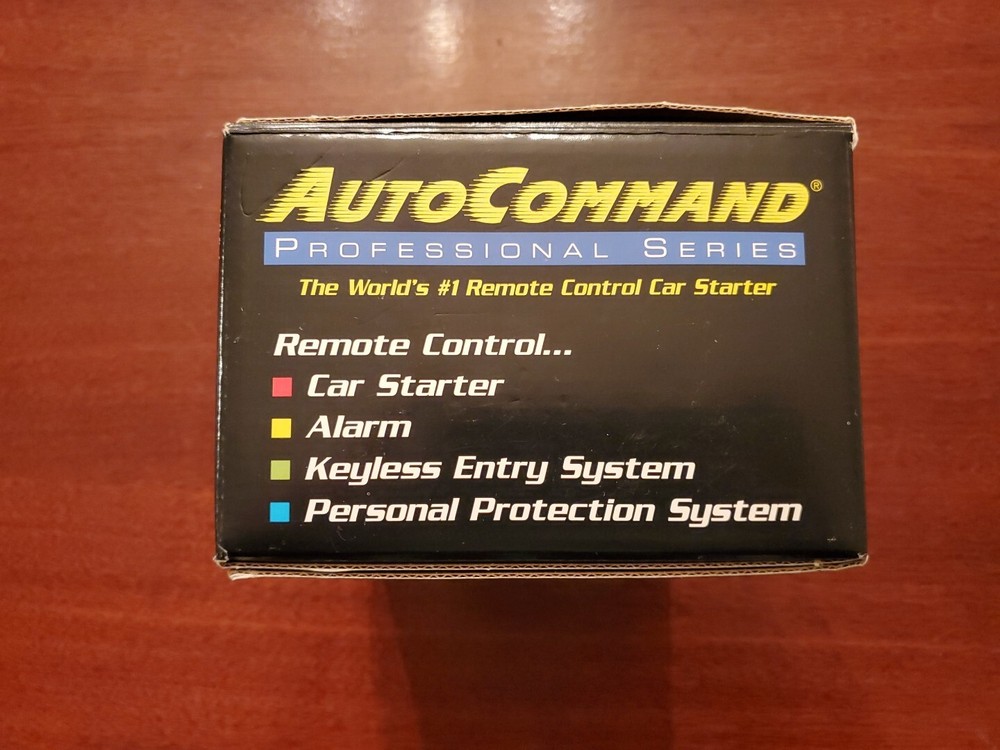 AUTOCOMMAND®
PROFESSIONAL SERIES
The World's #1 Remote Control Car Starter
Remote Control...
Car Starter
Alarm
Keyless Entry System
Personal Protection System